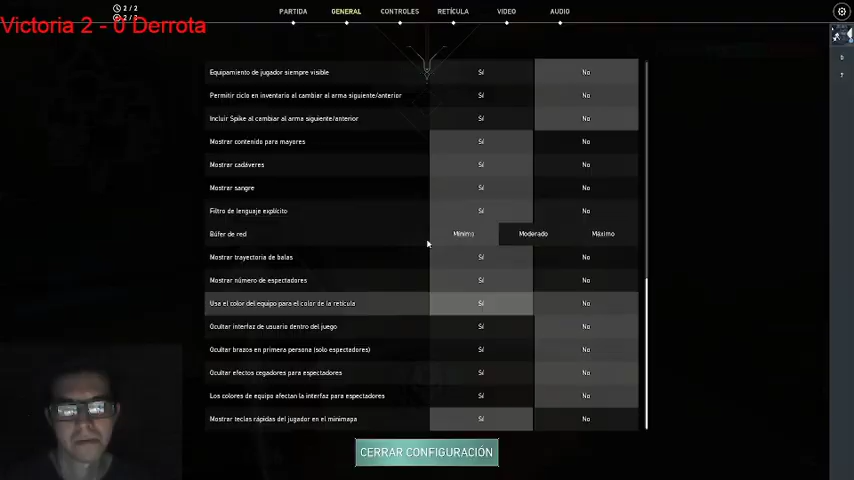 2 / 2
2 / 2
Victoria 2 - 0 Derrota
PARTIDA GENERAL CONTROLES RETÍCULA VIDEO AUDIO
Equipamiento de jugador siempre visible Sí No
Permitir ciclo en inventario al cambiar al arma siguiente/anterior Sí No
Incluir Spike al cambiar al arma siguiente/anterior Sí No
Mostrar contenido para mayores Sí No
Mostrar cadáveres Sí No
Mostrar sangre Sí No
Filtro de lenguaje explícito Sí No
Búfer de red Mínimo Moderado Máximo
Mostrar trayectoria de balas Sí No
Mostrar número de espectadores Sí No
Usa el color del equipo para el color de la retícula Sí No
Ocultar interfaz de usuario dentro del juego Sí No
Ocultar brazos en primera persona (solo espectadores) Sí No
Ocultar efectos cegadores para espectadores Sí No
Los colores de equipo afectan la interfaz para espectadores Sí No
Mostrar teclas rápidas del jugador en el minimapa Sí No
CERRAR CONFIGURACIÓN